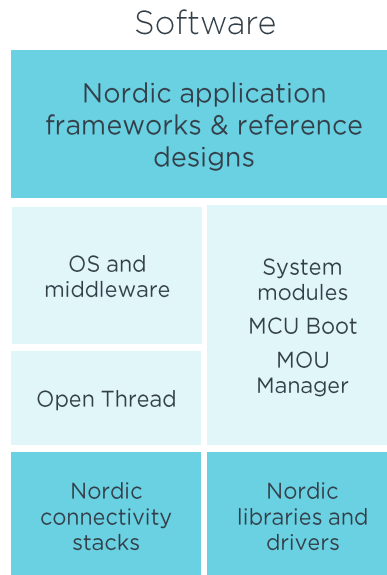 Software
Nordic application
frameworks & reference
designs
OS and
middleware
System
modules
MCU Boot
MOU
Manager
Open Thread
Nordic
connectivity
stacks
Nordic
libraries and
drivers